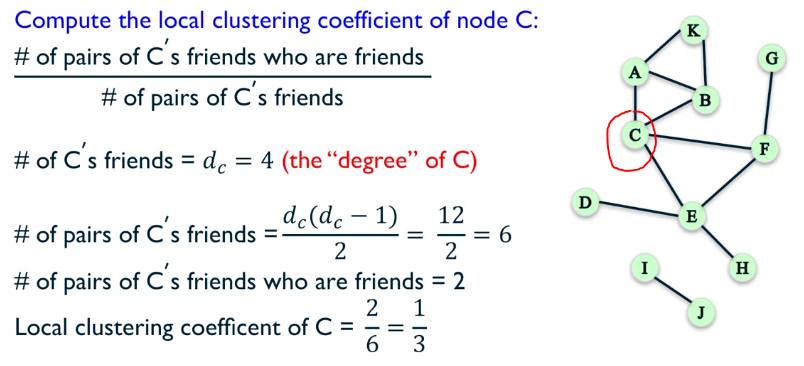 Compute the local clustering coefficient of node C:
# of pairs of C's friends who are friends
# of pairs of C's friends
# of C's friends = d_c = 4 (the "degree" of C)
# of pairs of C's friends = d_c(d_c − 1)/2 = 12/2 = 6
# of pairs of C's friends who are friends = 2
Local clustering coefficent of C = 2/6 = 1/3
K
G
A
B
C
F
D
E
I
H
J